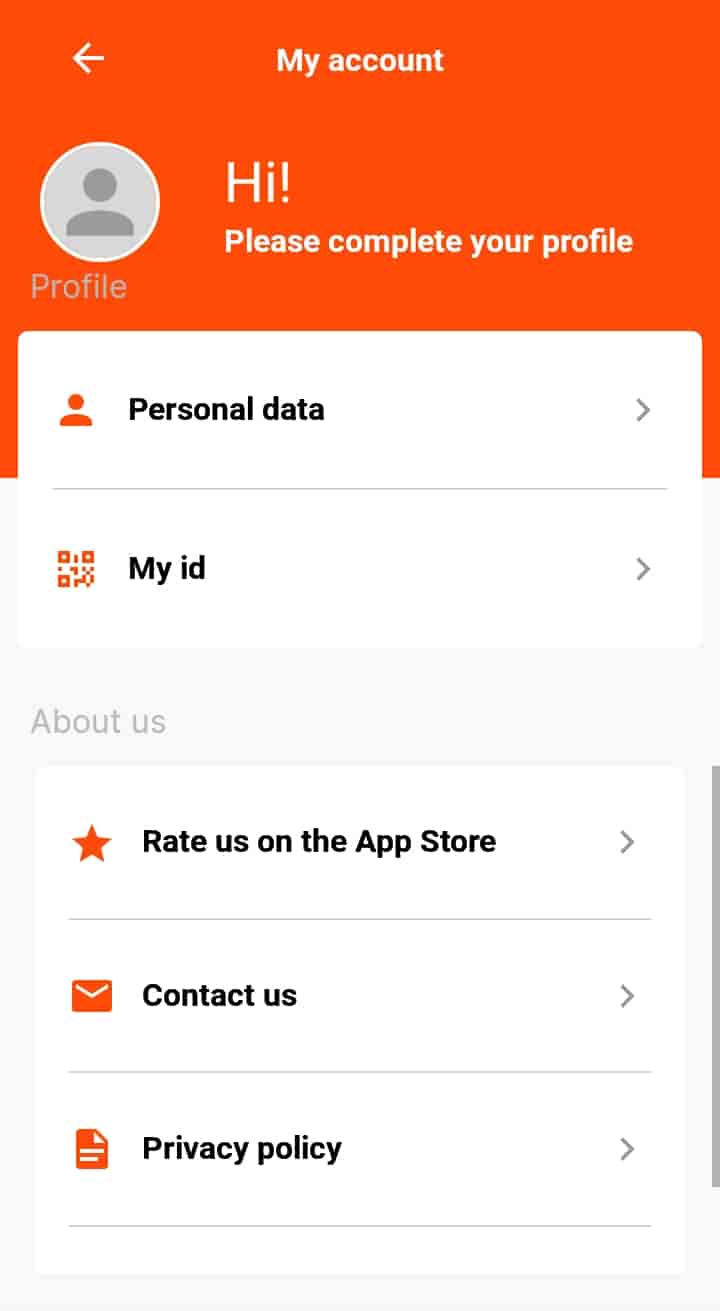 My account
Hi!
Please complete your profile
Profile
Personal data
My id
About us
Rate us on the App Store
Contact us
Privacy policy